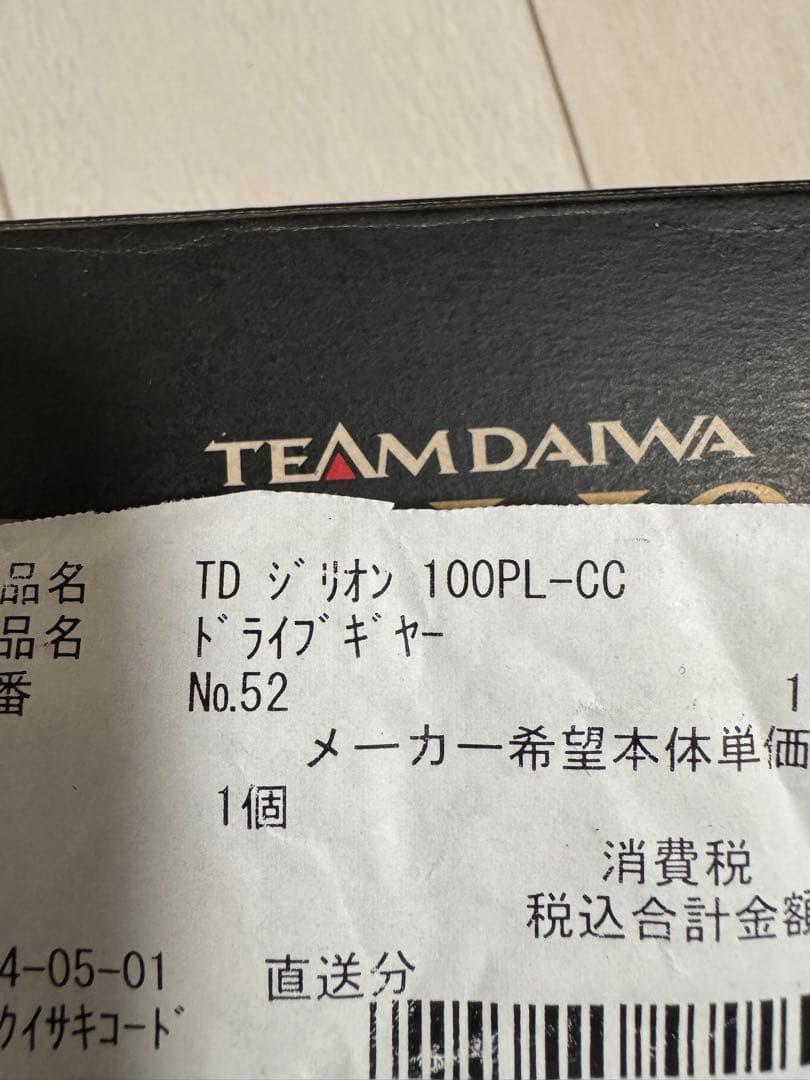 TEAMDAIWA
品名 TD ジリオン 100PL-CC
品名 ドライブギヤー
番 No.52 1
メーカー希望本体単価
1個
消費税
税込合計金額
4-05-01 直送分
クイサキコード